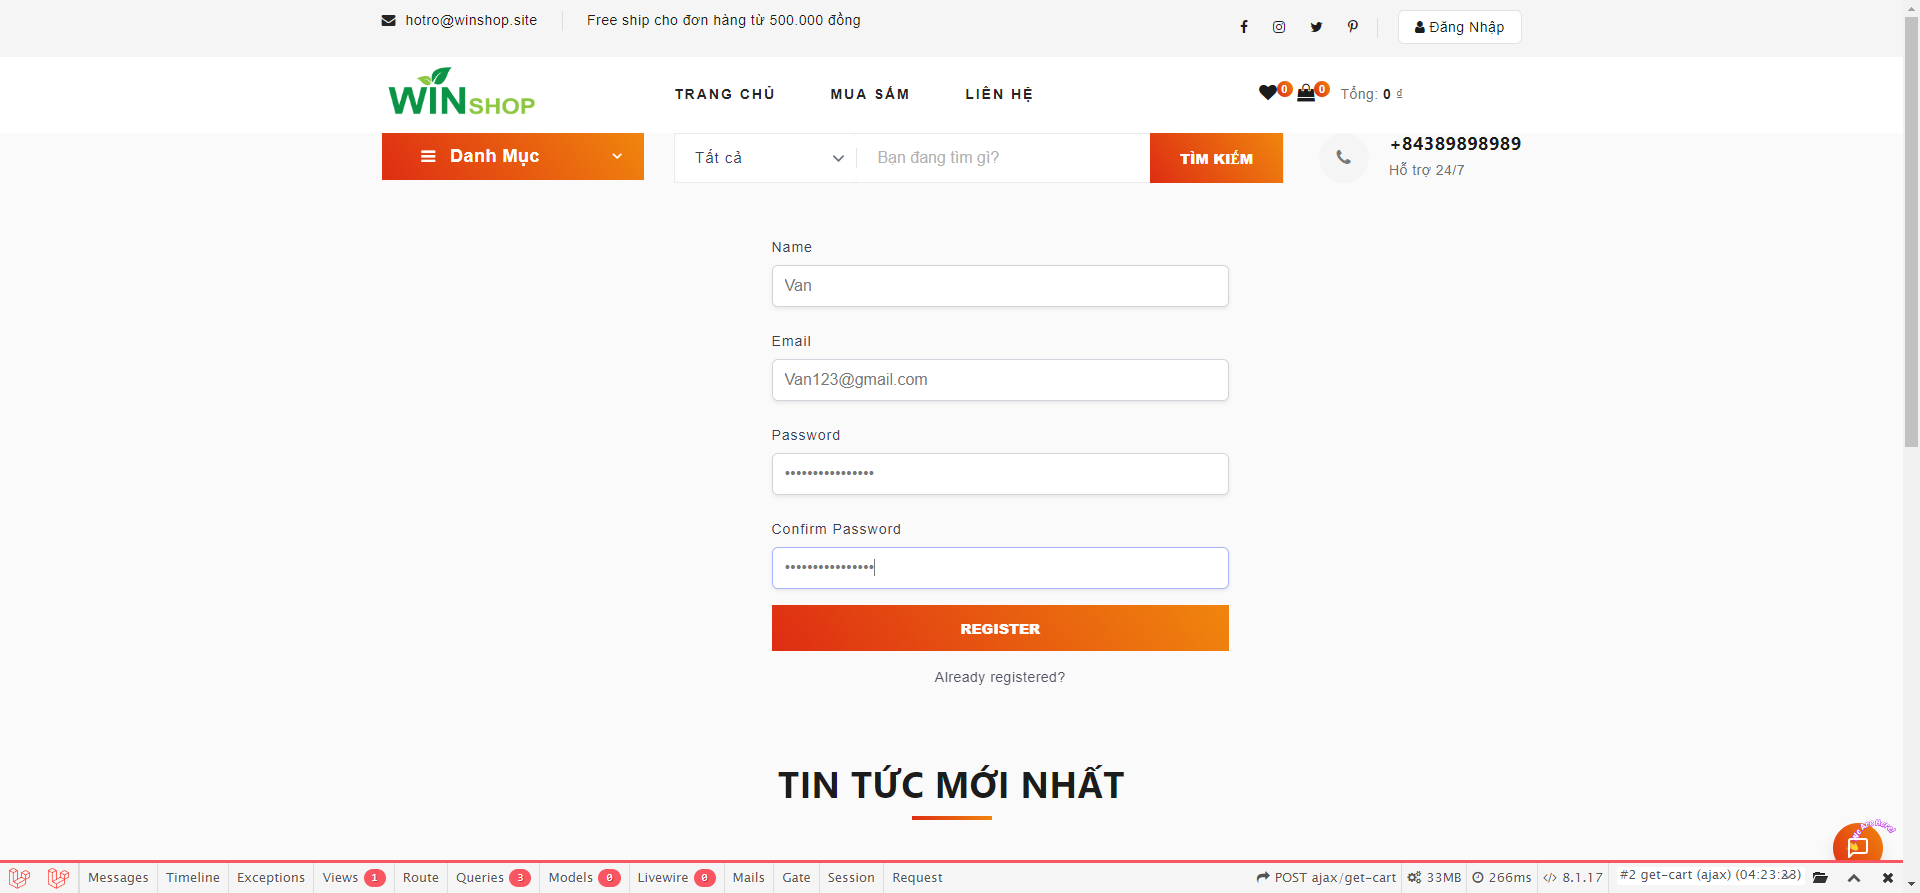 hotro@winshop.site Free ship cho đơn hàng từ 500.000 đồng Đăng Nhập
WINSHOP TRANG CHỦ MUA SẮM LIÊN HỆ 0 0 Tổng: 0 ₫
Danh Mục Tất cả Bạn đang tìm gì? TÌM KIẾM +84389898989
Hỗ trợ 24/7
Name
Van
Email
Van123@gmail.com
Password
••••••••••••••••
Confirm Password
••••••••••••••••
REGISTER
Already registered?
TIN TỨC MỚI NHẤT
Messages Timeline Exceptions Views 1 Route Queries 3 Models 0 Livewire 0 Mails Gate Session Request POST ajax/get-cart 33MB 266ms 8.1.17 #2 get-cart (ajax) (04:23:23)